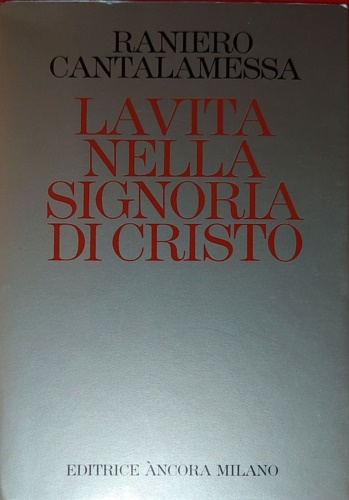 RANIERO
CANTALAMESSA
LA VITA
NELLA
SIGNORIA
DI CRISTO
EDITRICE ÀNCORA MILANO